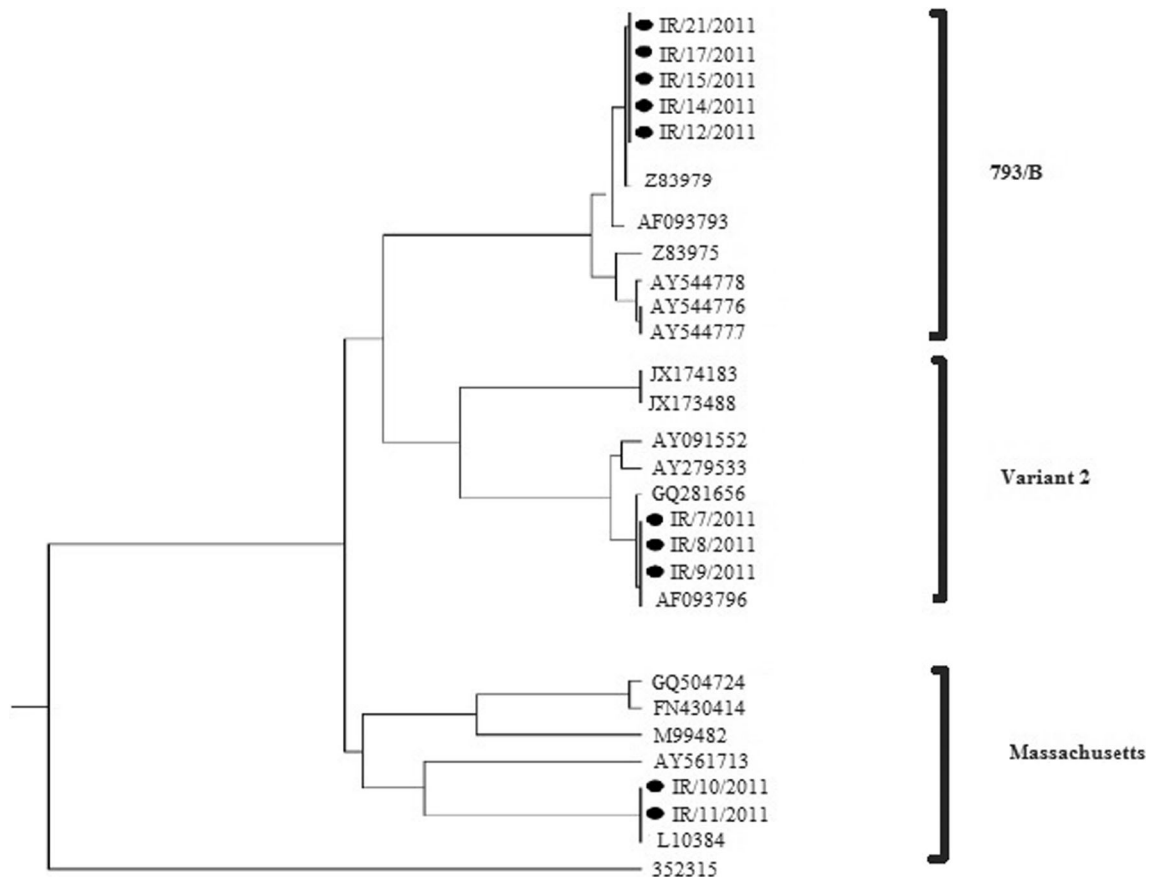 IR/21/2011
IR/17/2011
IR/15/2011
IR/14/2011
IR/12/2011
793/B
Z83979
AF093793
Z83975
AY544778
AY544776
AY544777
JX174183
JX173488
AY091552
AY279533
Variant 2
GQ281656
IR/7/2011
IR/8/2011
IR/9/2011
AF093796
GQ504724
FN430414
M99482
Massachusetts
AY561713
IR/10/2011
IR/11/2011
L10384
352315